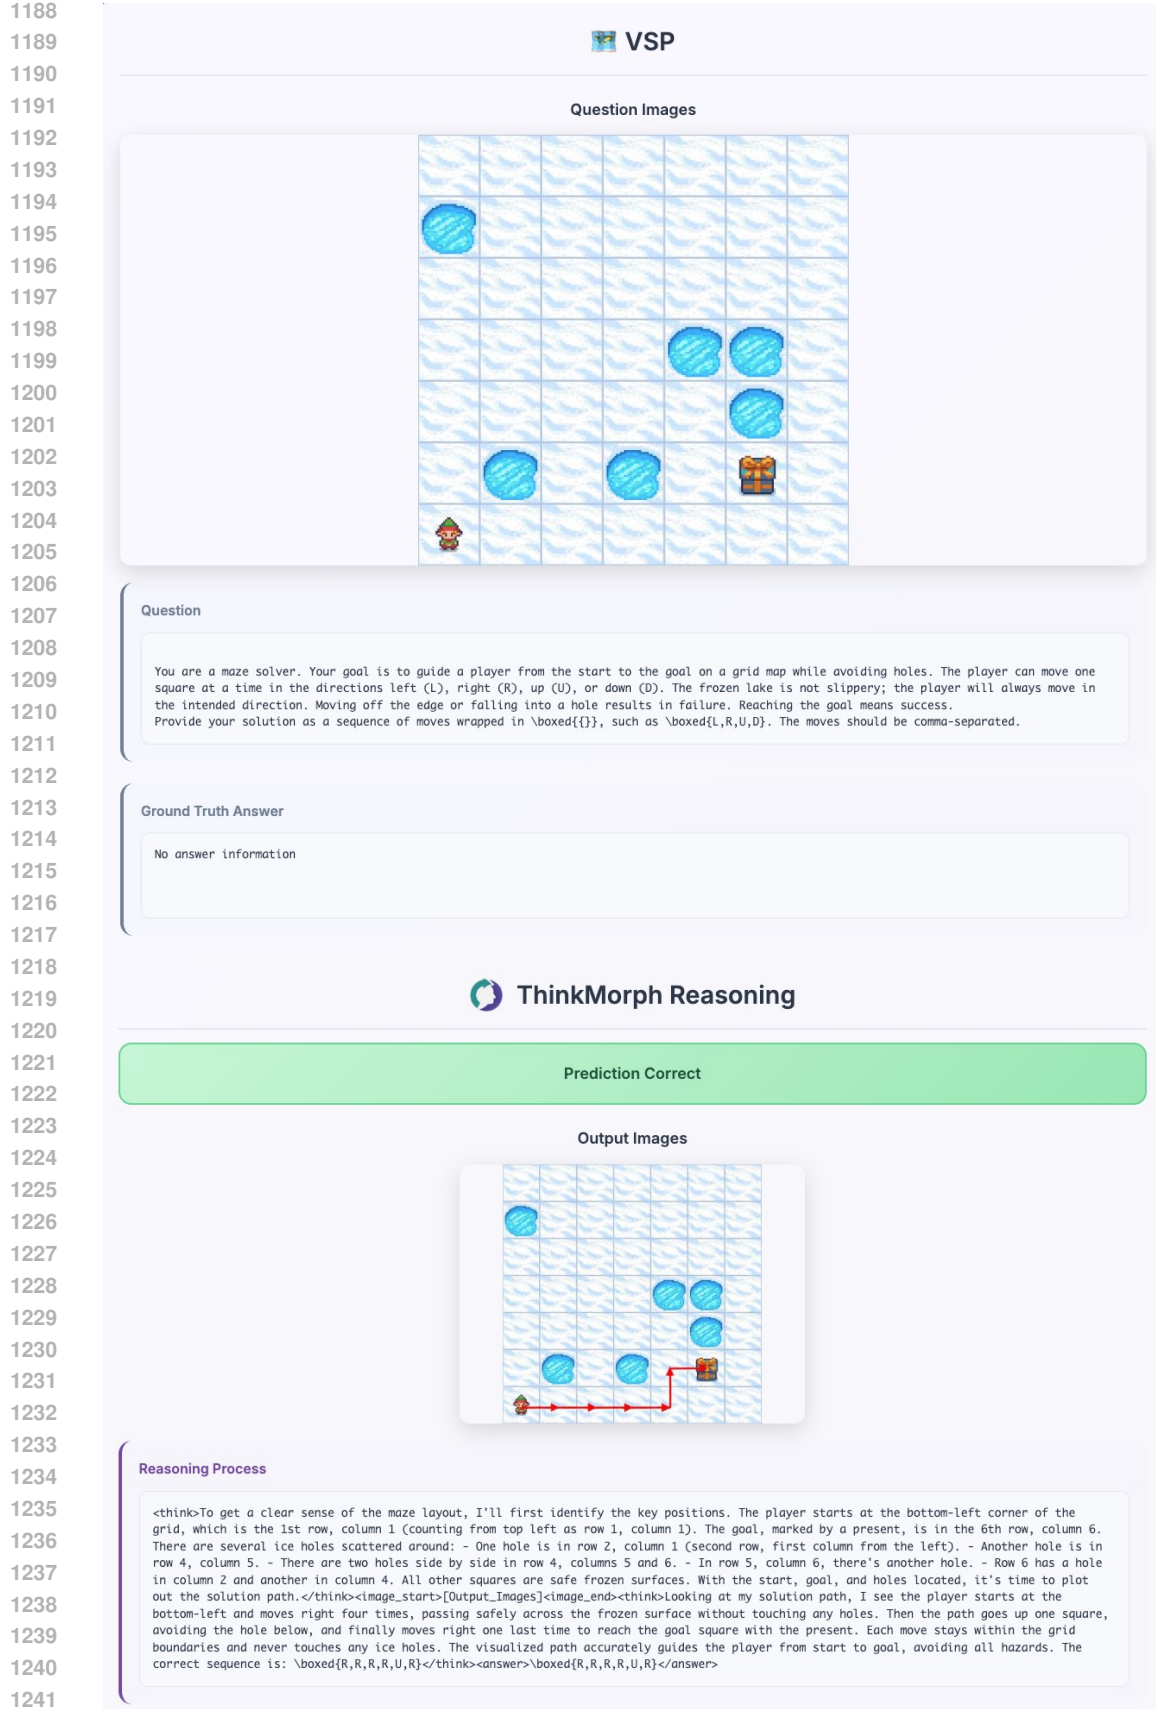 1188
1189
1190
1191
1192
1193
1194
1195
1196
1197
1198
1199
1200
1201
1202
1203
1204
1205
1206
1207
1208
1209
1210
1211
1212
1213
1214
1215
1216
1217
1218
1219
1220
1221
1222
1223
1224
1225
1226
1227
1228
1229
1230
1231
1232
1233
1234
1235
1236
1237
1238
1239
1240
1241
VSP
Question Images
Question
You are a maze solver. Your goal is to guide a player from the start to the goal on a grid map while avoiding holes. The player can move one
square at a time in the directions left (L), right (R), up (U), or down (D). The frozen lake is not slippery; the player will always move in
the intended direction. Moving off the edge or falling into a hole results in failure. Reaching the goal means success.
Provide your solution as a sequence of moves wrapped in \boxed{{}}, such as \boxed{L,R,U,D}. The moves should be comma-separated.
Ground Truth Answer
No answer information
ThinkMorph Reasoning
Prediction Correct
Output Images
Reasoning Process
<think>To get a clear sense of the maze layout, I'll first identify the key positions. The player starts at the bottom-left corner of the
grid, which is the 1st row, column 1 (counting from top left as row 1, column 1). The goal, marked by a present, is in the 6th row, column 6.
There are several ice holes scattered around: - One hole is in row 2, column 1 (second row, first column from the left). - Another hole is in
row 4, column 5. - There are two holes side by side in row 4, columns 5 and 6. - In row 5, column 6, there's another hole. - Row 6 has a hole
in column 2 and another in column 4. All other squares are safe frozen surfaces. With the start, goal, and holes located, it's time to plot
out the solution path.</think><image_start>[Output_Images]<image_end><think>Looking at my solution path, I see the player starts at the
bottom-left and moves right four times, passing safely across the frozen surface without touching any holes. Then the path goes up one square,
avoiding the hole below, and finally moves right one last time to reach the goal square with the present. Each move stays within the grid
boundaries and never touches any ice holes. The visualized path accurately guides the player from start to goal, avoiding all hazards. The
correct sequence is: \boxed{R,R,R,R,U,R}</think><answer>\boxed{R,R,R,R,U,R}</answer>